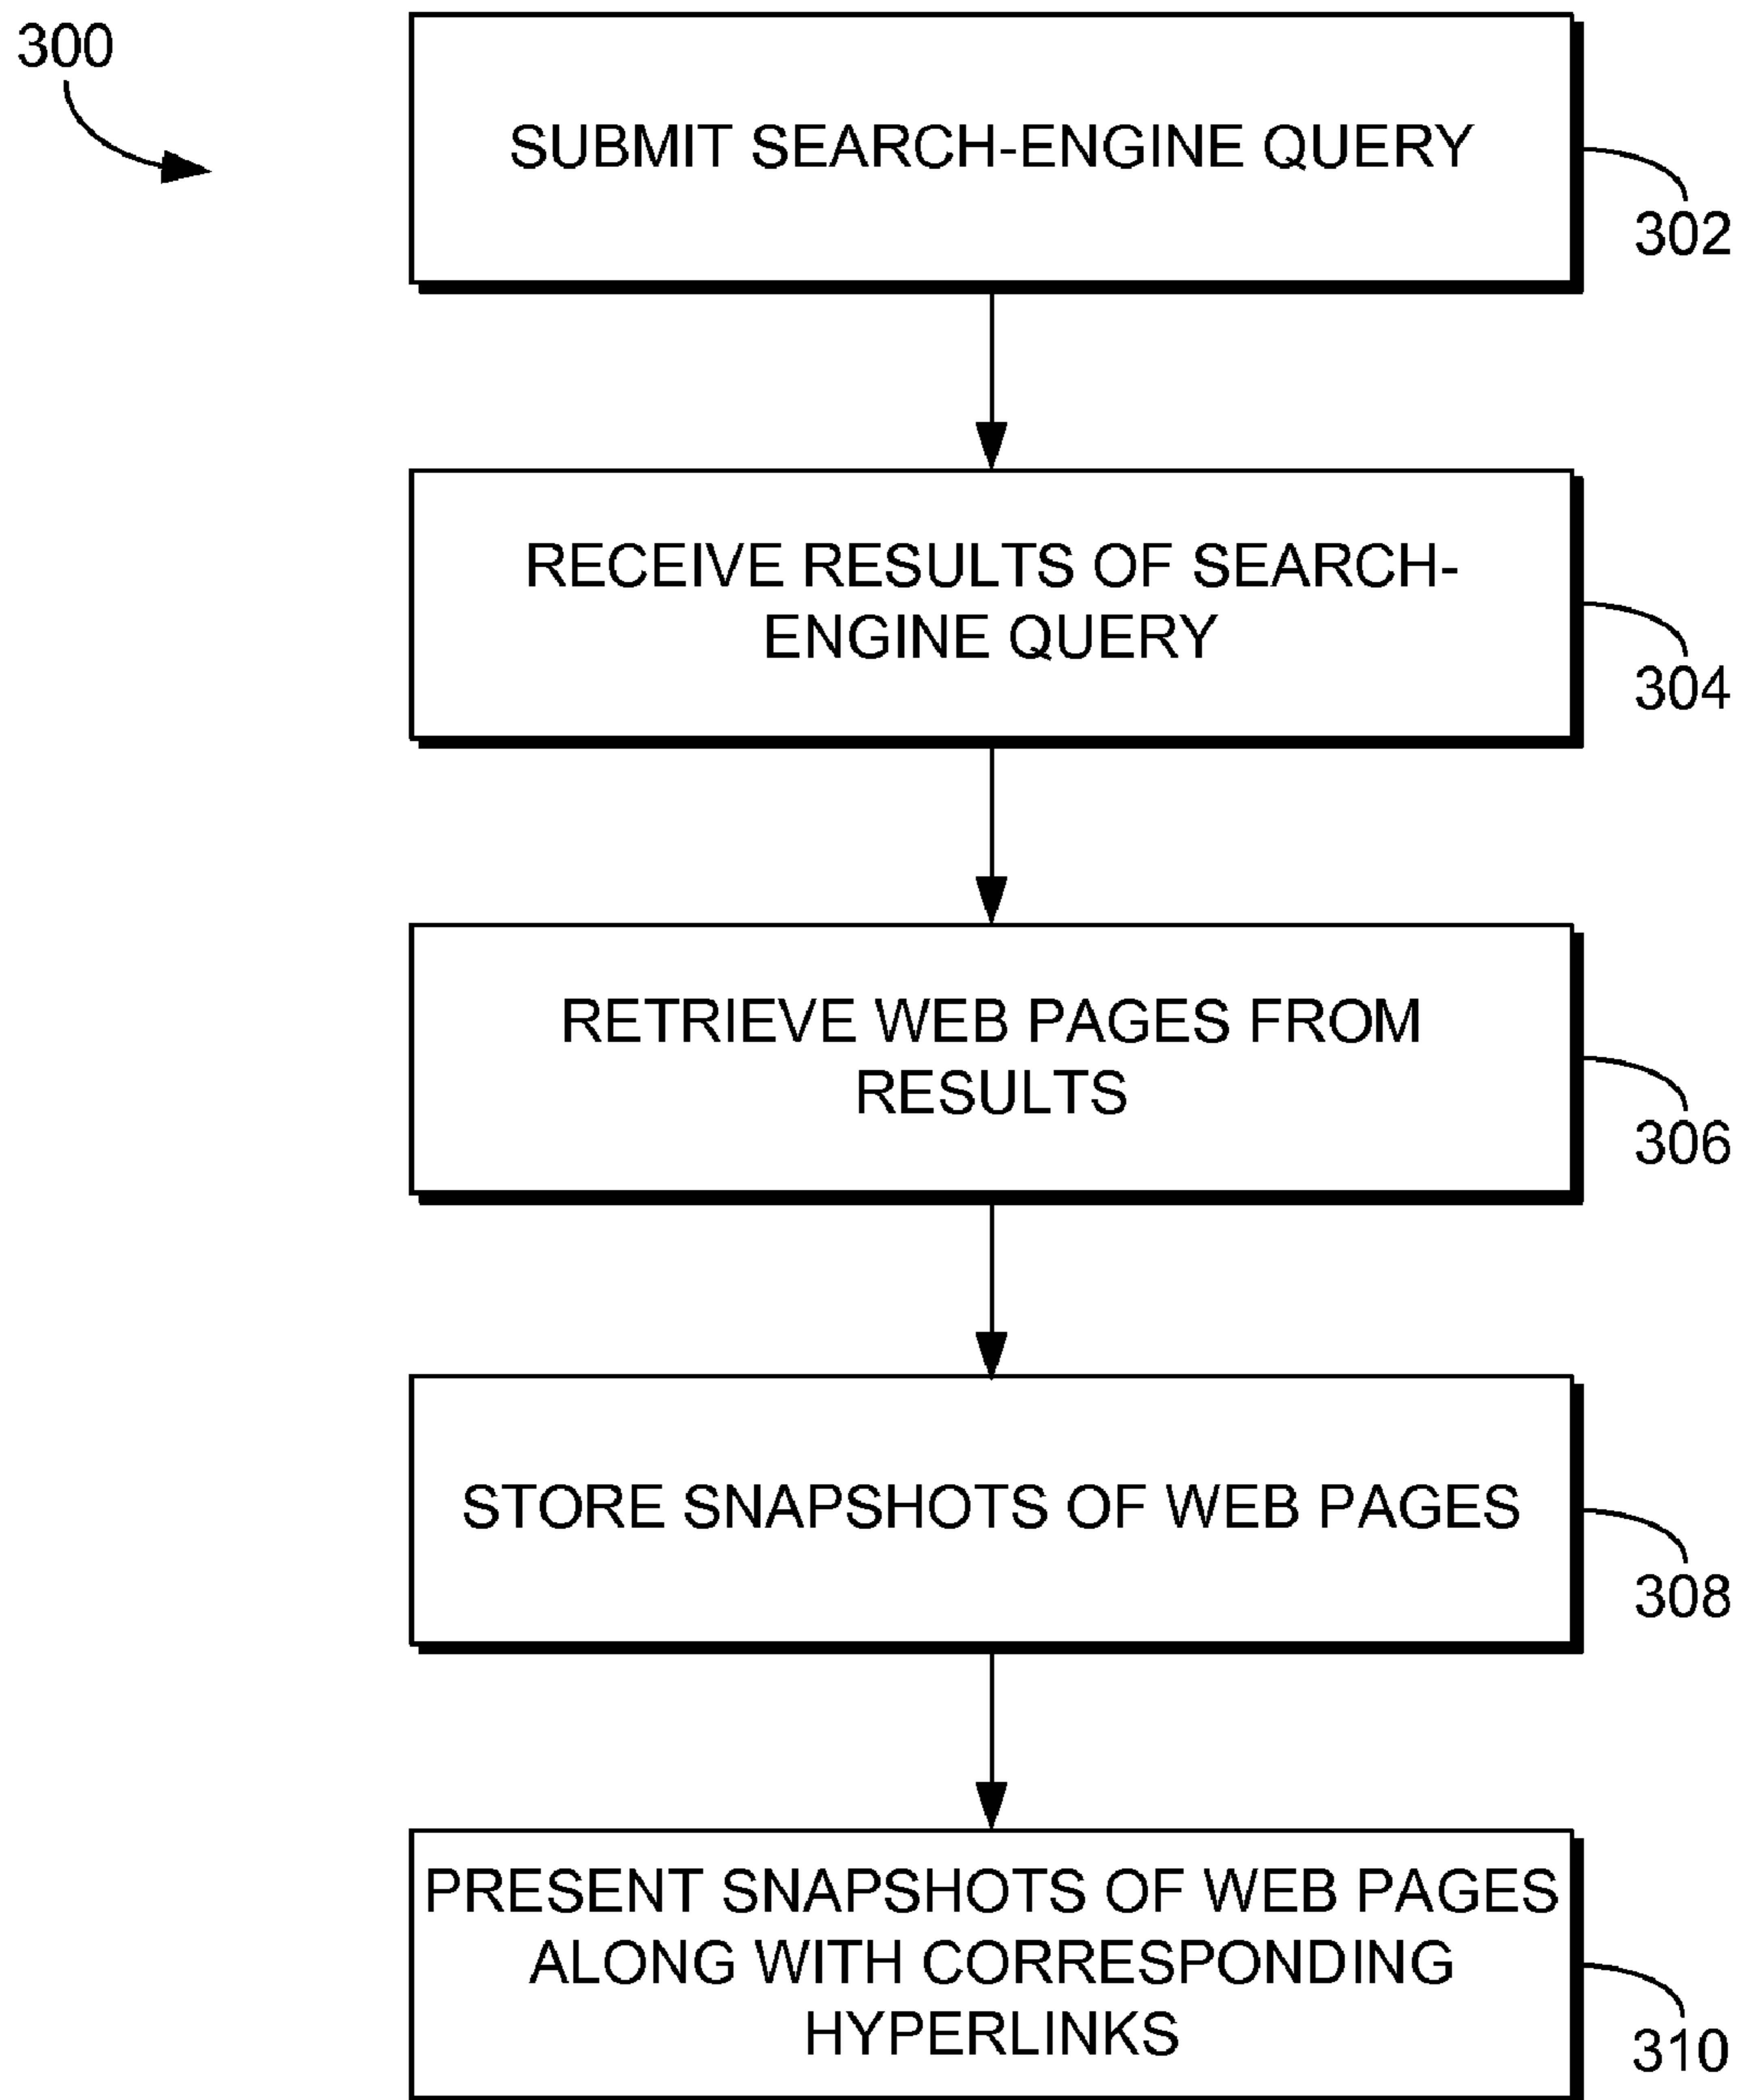 300
SUBMIT SEARCH-ENGINE QUERY
302
RECEIVE RESULTS OF SEARCH-
ENGINE QUERY
304
RETRIEVE WEB PAGES FROM
RESULTS
306
STORE SNAPSHOTS OF WEB PAGES
308
PRESENT SNAPSHOTS OF WEB PAGES
ALONG WITH CORRESPONDING
HYPERLINKS
310